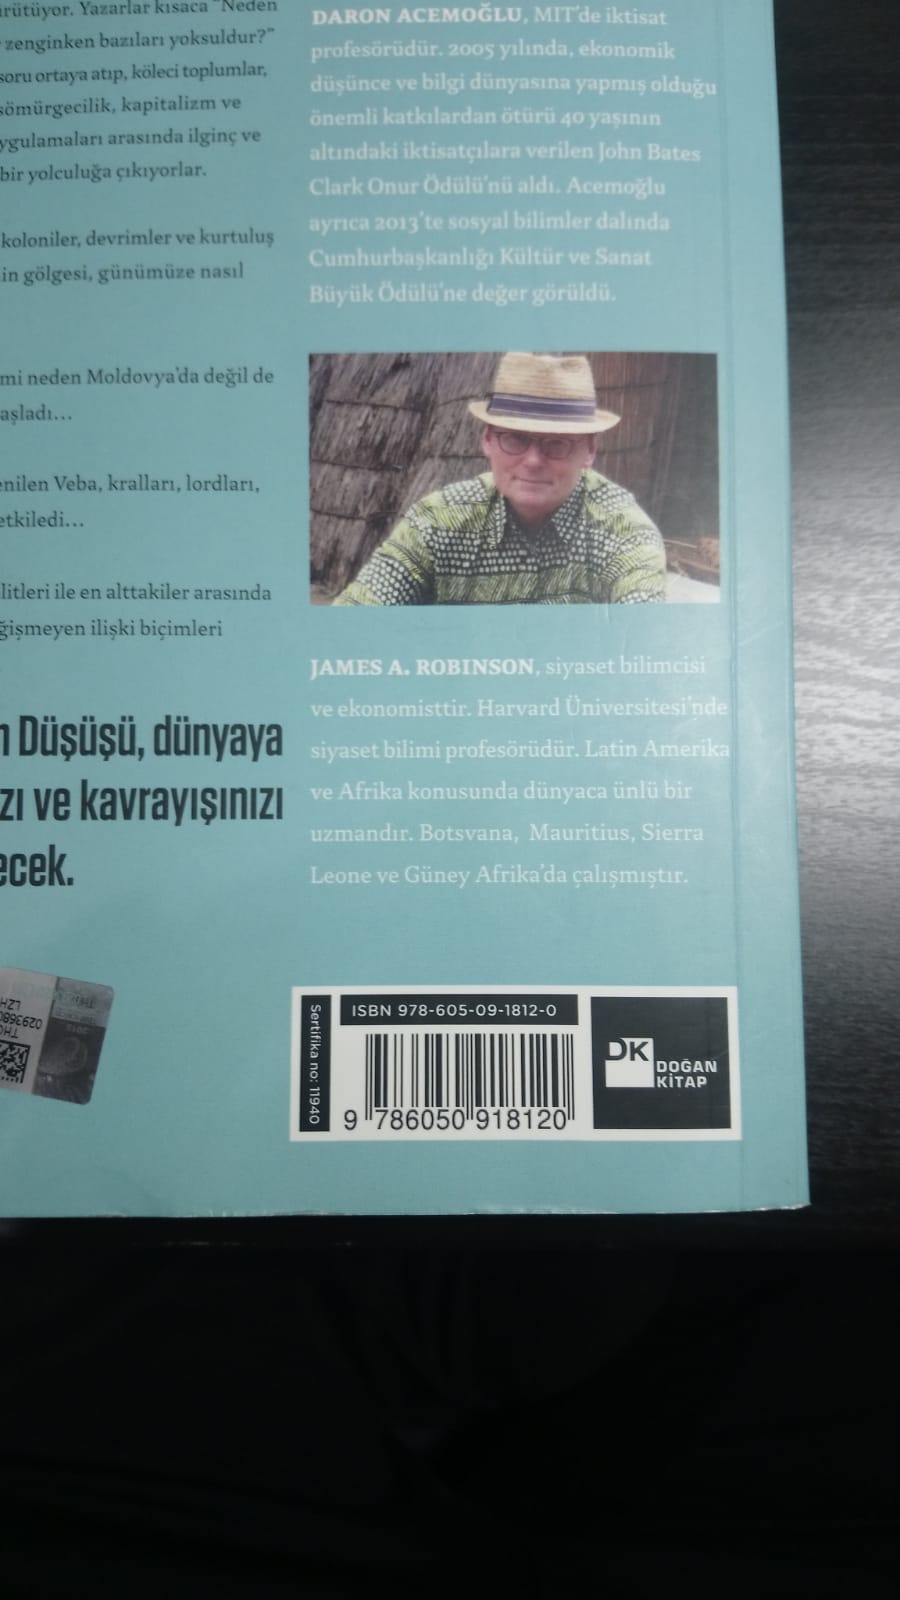 rütüyor. Yazarlar kısaca "Neden
zenginken bazıları yoksuldur?"
soru ortaya atıp, köleci toplumlar,
sömürgecilik, kapitalizm ve
ygulamaları arasında ilginç ve
bir yolculuğa çıkıyorlar.
koloniler, devrimler ve kurtuluş
in gölgesi, günümüze nasıl
mi neden Moldovya'da değil de
aşladı...
enilen Veba, kralları, lordları,
etkiledi...
litleri ile en alttakiler arasında
ğişmeyen ilişki biçimleri
n Düşüşü, dünyaya
zı ve kavrayışınızı
ecek.
DARON ACEMOĞLU, MIT'de iktisat
profesörüdür. 2005 yılında, ekonomik
düşünce ve bilgi dünyasına yapmış olduğu
önemli katkılardan ötürü 40 yaşının
altındaki iktisatçılara verilen John Bates
Clark Onur Ödülü'nü aldı. Acemoğlu
ayrıca 2013'te sosyal bilimler dalında
Cumhurbaşkanlığı Kültür ve Sanat
Büyük Ödülü'ne değer görüldü.
JAMES A. ROBINSON, siyaset bilimcisi
ve ekonomisttir. Harvard Üniversitesi'nde
siyaset bilimi profesörüdür. Latin Amerika
ve Afrika konusunda dünyaca ünlü bir
uzmandır. Botsvana, Mauritius, Sierra
Leone ve Güney Afrika'da çalışmıştır.
Sertifika no: 11940
ISBN 978-605-09-1812-0
9 786050 918120
DK
DOĞAN
KİTAP